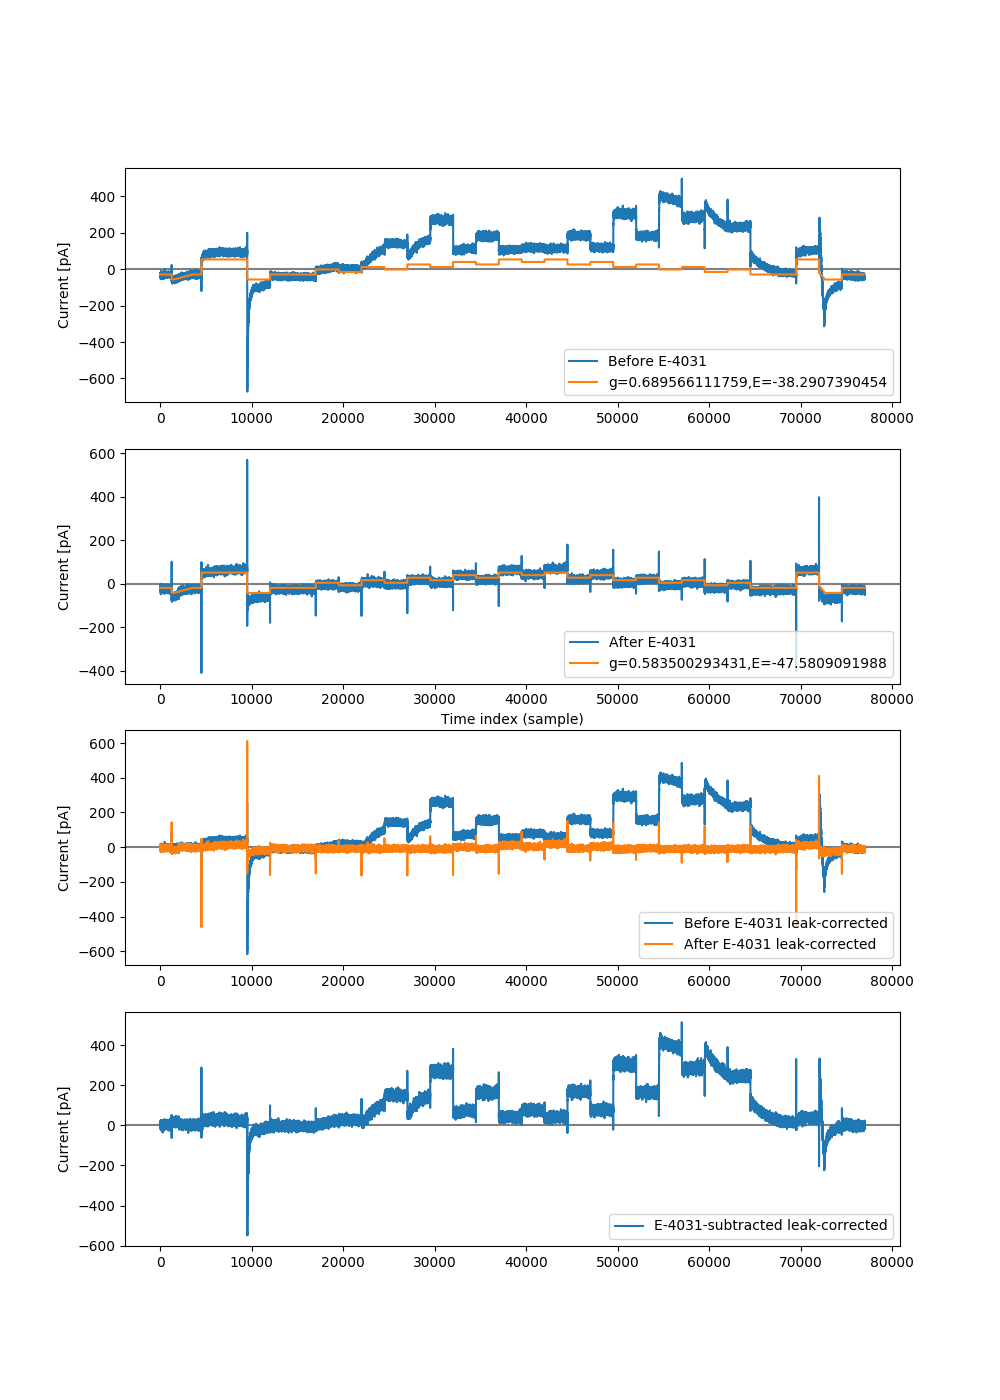 400
200
0
−200
−400
−600
Current [pA]
Before E-4031
g=0.689566111759,E=-38.2907390454
0 10000 20000 30000 40000 50000 60000 70000 80000
600
400
200
0
−200
−400
Current [pA]
After E-4031
g=0.583500293431,E=-47.5809091988
0 10000 20000 30000 40000 50000 60000 70000 80000
Time index (sample)
600
400
200
0
−200
−400
−600
Current [pA]
Before E-4031 leak-corrected
After E-4031 leak-corrected
0 10000 20000 30000 40000 50000 60000 70000 80000
400
200
0
−200
−400
−600
Current [pA]
E-4031-subtracted leak-corrected
0 10000 20000 30000 40000 50000 60000 70000 80000